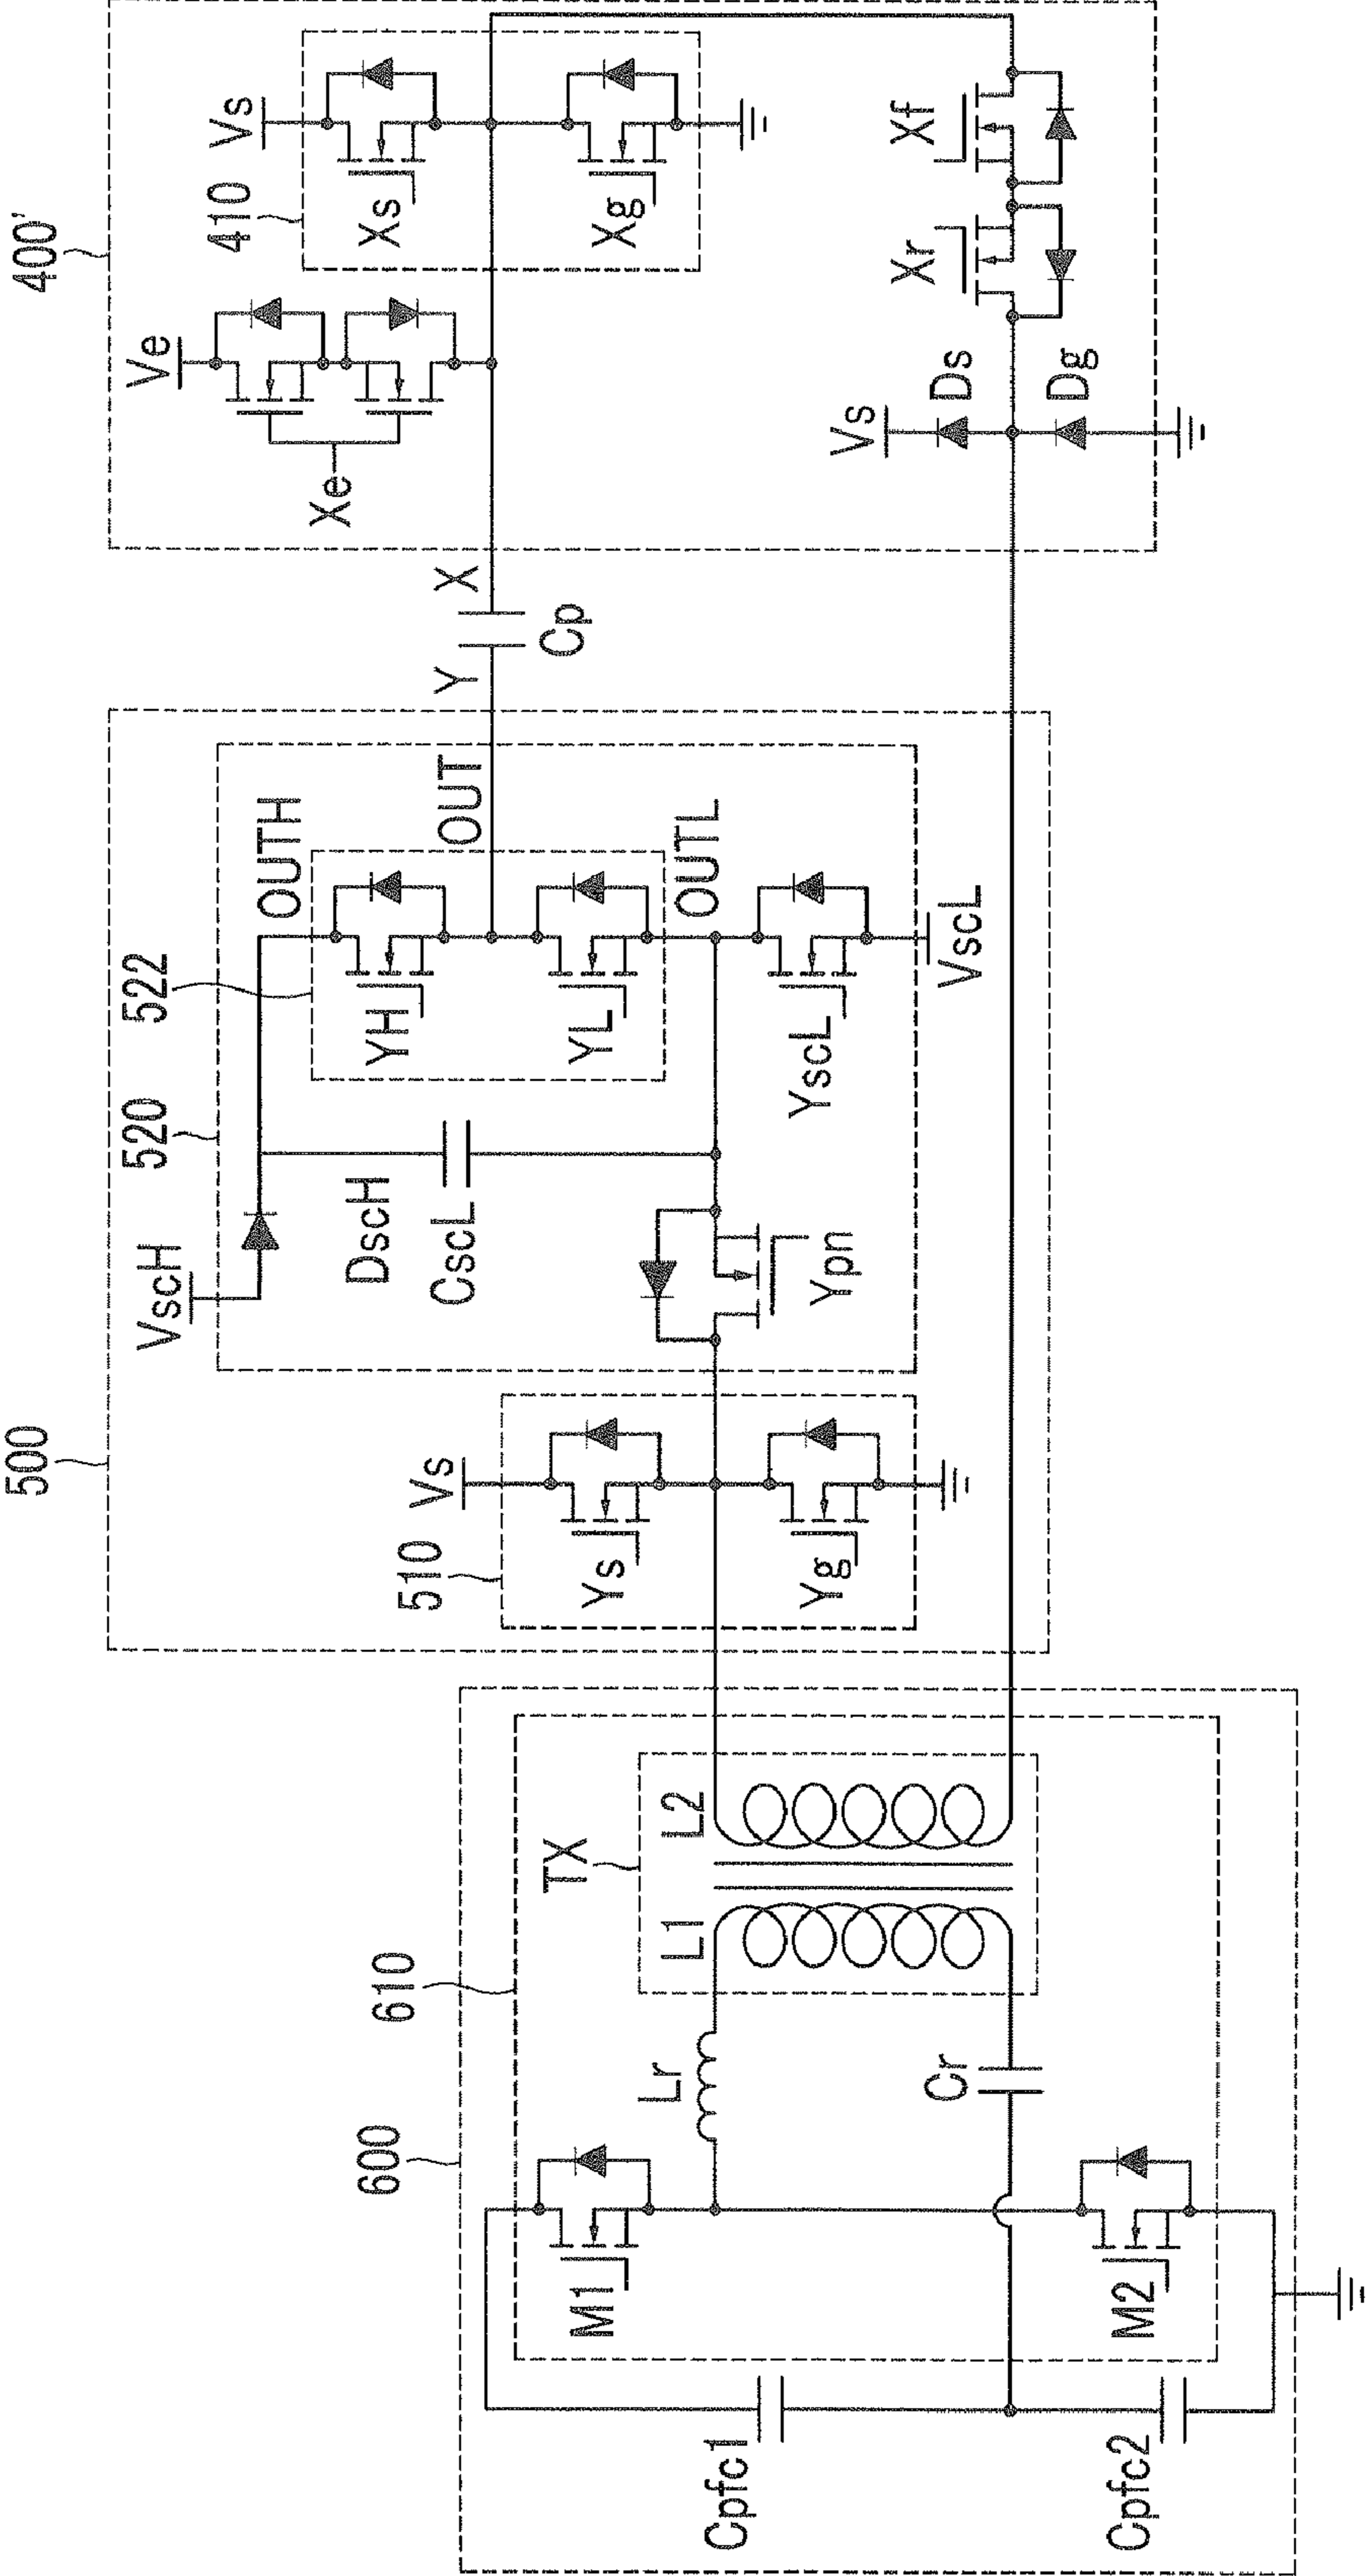 600
610
TX
L1
L2
Lr
Cr
M1
M2
Cpfc1
Cpfc2
500
510
Vs
Ys
Yg
520
522
VscH
OUTH
DscH
CscL
YH
YL
OUT
OUTL
Ypn
YscL
VscL
Y
X
Cp
400'
Ve
Xe
410
Vs
Xs
Xg
Vs
Ds
Dg
Xr
Xf